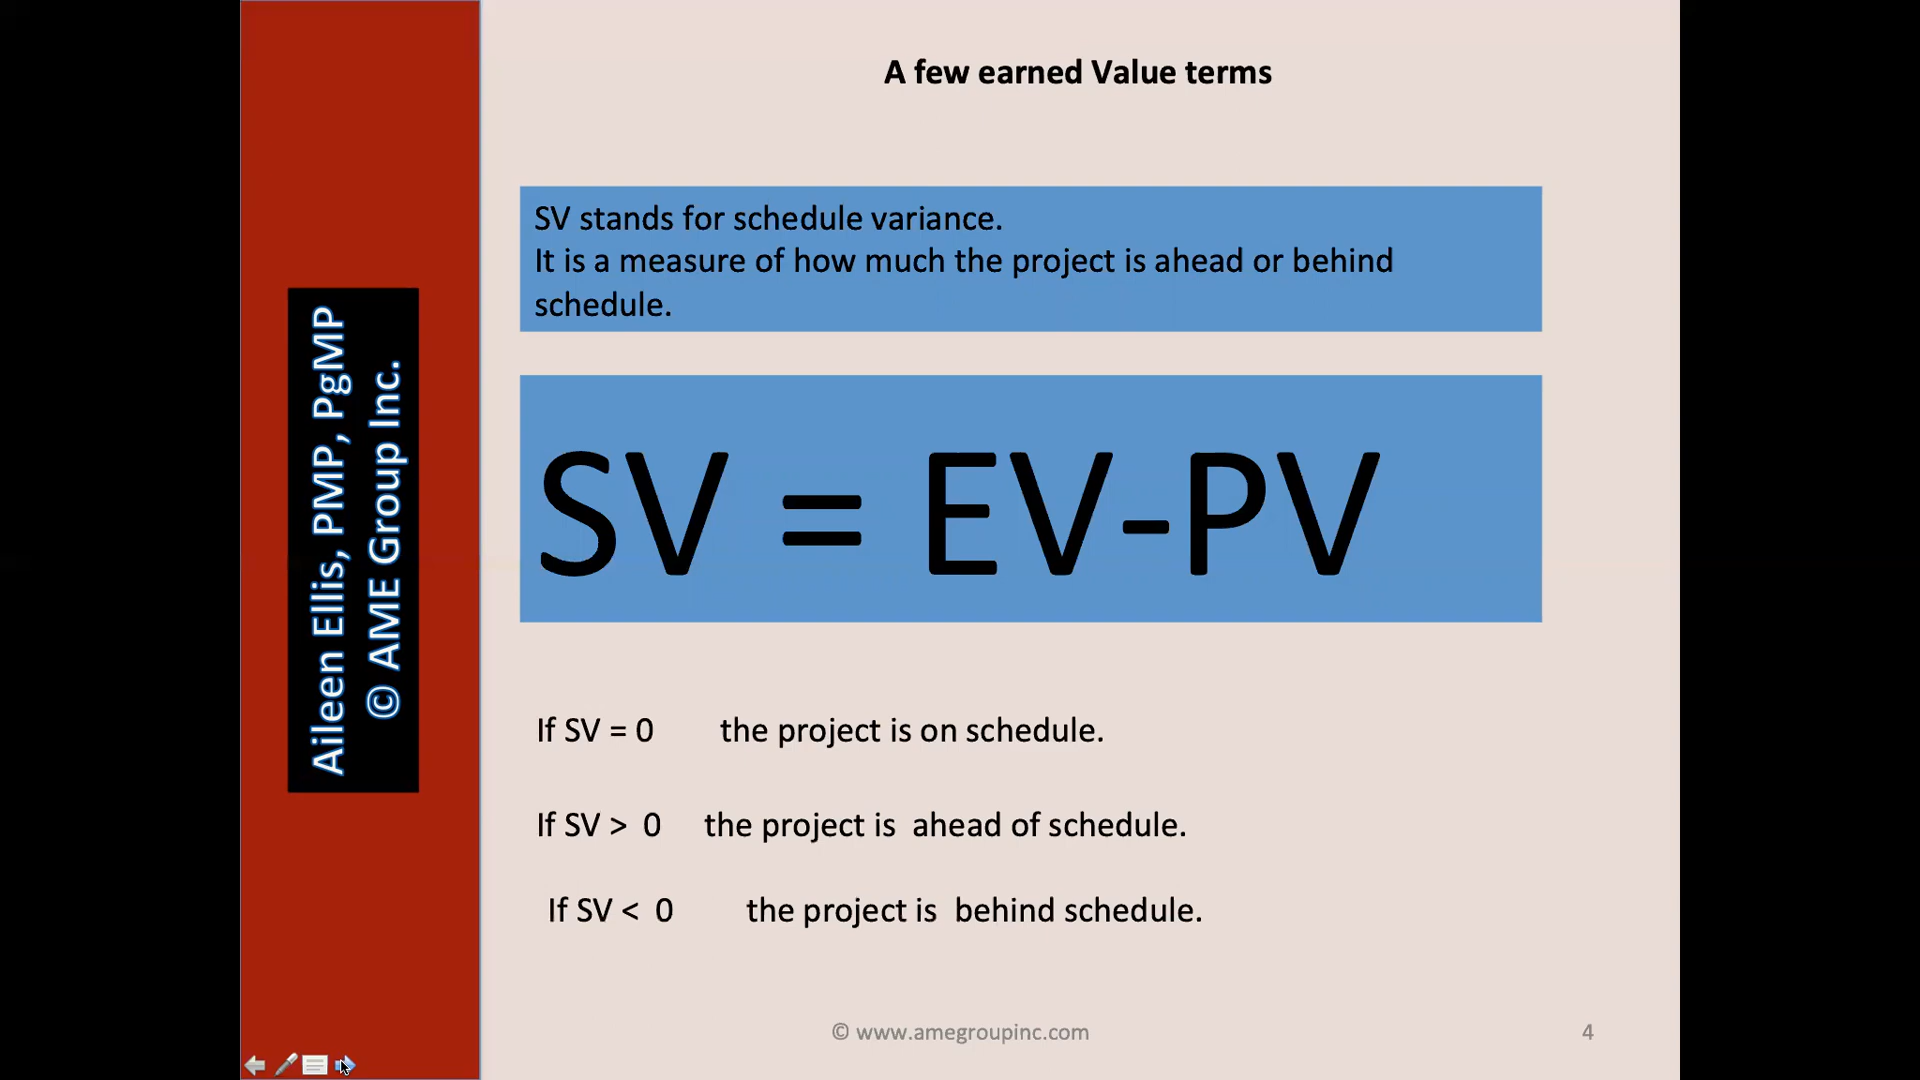 A few earned Value terms
SV stands for schedule variance.
It is a measure of how much the project is ahead or behind
schedule.
SV = EV-PV
If SV = 0 the project is on schedule.
If SV > 0 the project is ahead of schedule.
If SV < 0 the project is behind schedule.
Aileen Ellis, PMP, PgMP
© AME Group Inc.
© www.amegroupinc.com
4